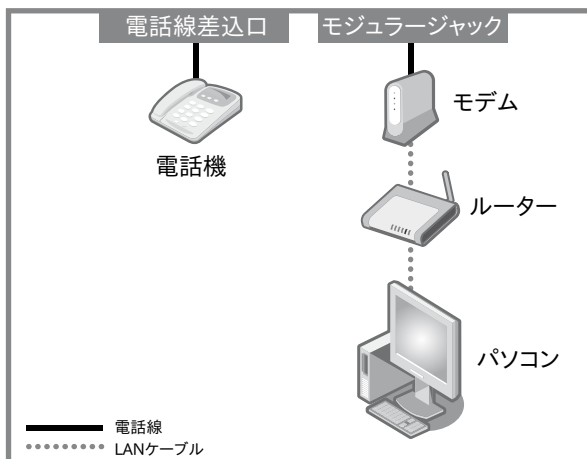 電話線差込口
モジュラージャック
電話機
モデム
ルーター
パソコン
電話線
LANケーブル